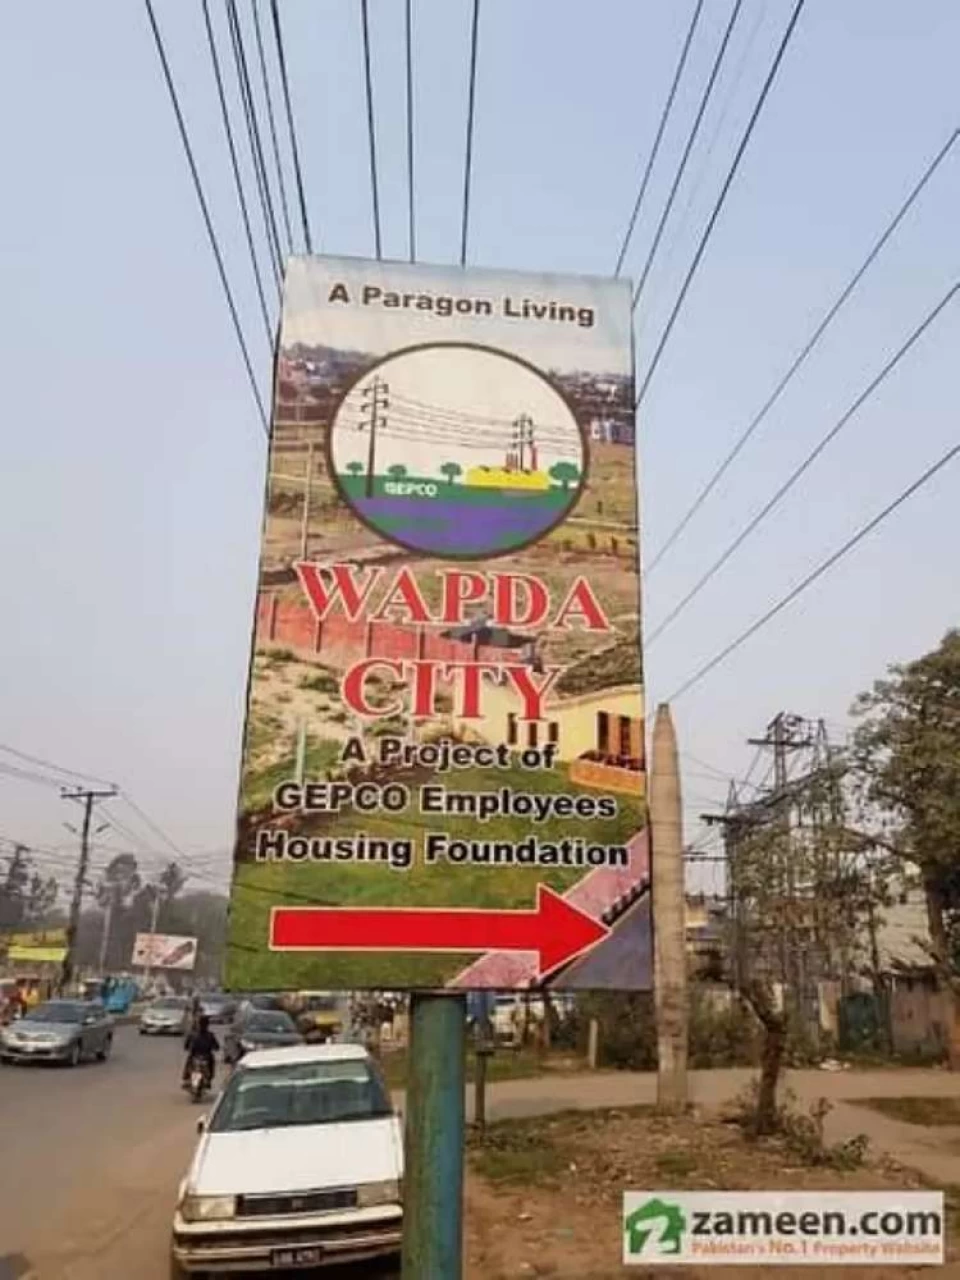 A Paragon Living
GEPCO
WAPDA
CITY
A Project of
GEPCO Employees
Housing Foundation
zameen.com
Pakistan's No.1 Property Website